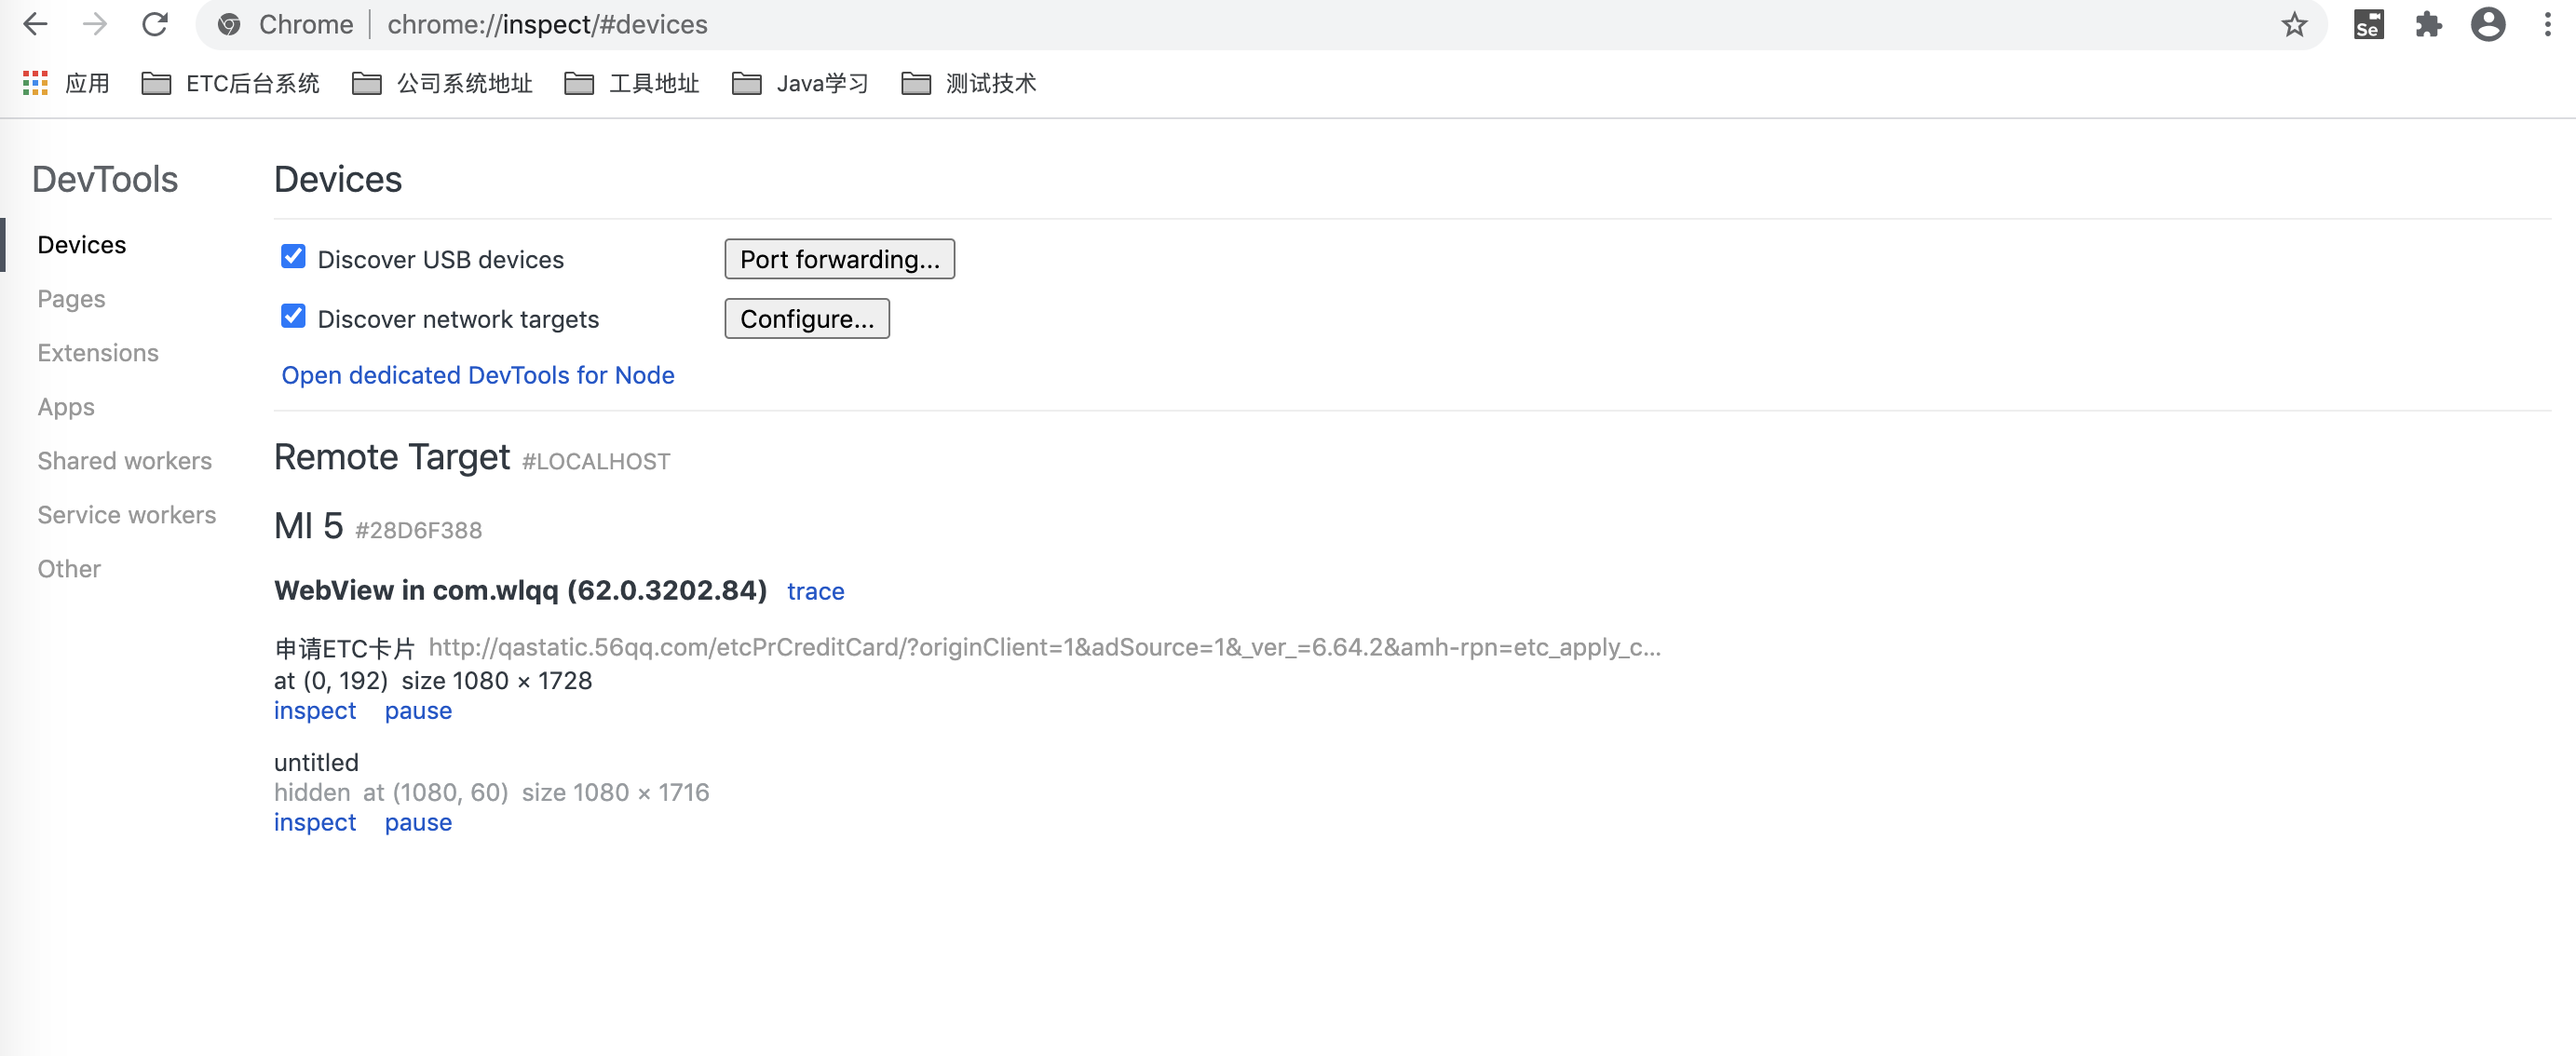 Chrome | chrome://inspect/#devices
Se
应用 ETC后台系统 公司系统地址 工具地址 Java学习 测试技术
DevTools
Devices
Pages
Extensions
Apps
Shared workers
Service workers
Other
Devices
Discover USB devices Port forwarding...
Discover network targets Configure...
Open dedicated DevTools for Node
Remote Target #LOCALHOST
MI 5 #28D6F388
WebView in com.wlqq (62.0.3202.84) trace
申请ETC卡片 http://qastatic.56qq.com/etcPrCreditCard/?originClient=1&adSource=1&_ver_=6.64.2&amh-rpn=etc_apply_c...
at (0, 192) size 1080 × 1728
inspect pause
untitled
hidden at (1080, 60) size 1080 × 1716
inspect pause